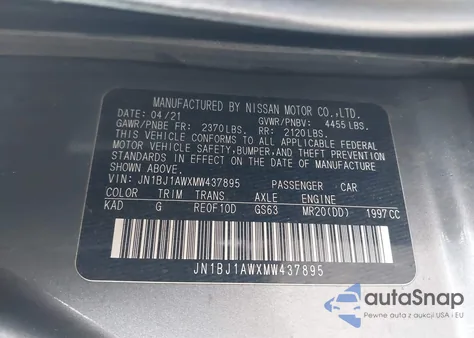 MANUFACTURED BY NISSAN MOTOR CO.,LTD.
DATE: 04/21 GVWR/PNBV: 4455 LBS.
GAWR/PNBE FR: 2370LBS. RR: 2120LBS.
THIS VEHICLE CONFORMS TO ALL APPLICABLE FEDERAL
MOTOR VEHICLE SAFETY,BUMPER,AND THEFT PREVENTION
STANDARDS IN EFFECT ON THE DATE OF MANUFACTURE
SHOWN ABOVE.
VIN: JN1BJ1AWXMW437895 PASSENGER CAR
COLOR TRIM TRANS AXLE ENGINE
KAD G RE0F10D GS63 MR20(DD) 1997CC
JN1BJ1AWXMW437895
autoSnap
Pewne auta z USA i EU